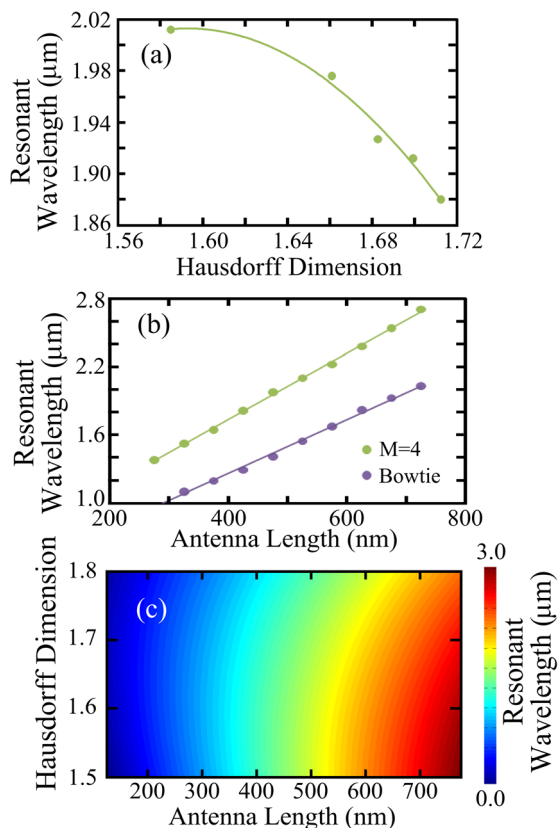 2.02
1.98
1.94
1.90
1.86
Resonant
Wavelength (μm)
(a)
1.56 1.60 1.64 1.68 1.72
Hausdorff Dimension
2.8
2.2
1.6
1.0
Resonant
Wavelength (μm)
(b)
M=4
Bowtie
200 400 600 800
Antenna Length (nm)
1.8
1.7
1.6
1.5
Hausdorff Dimension
(c)
200 300 400 500 600 700
Antenna Length (nm)
3.0
0.0
Resonant
Wavelength (μm)